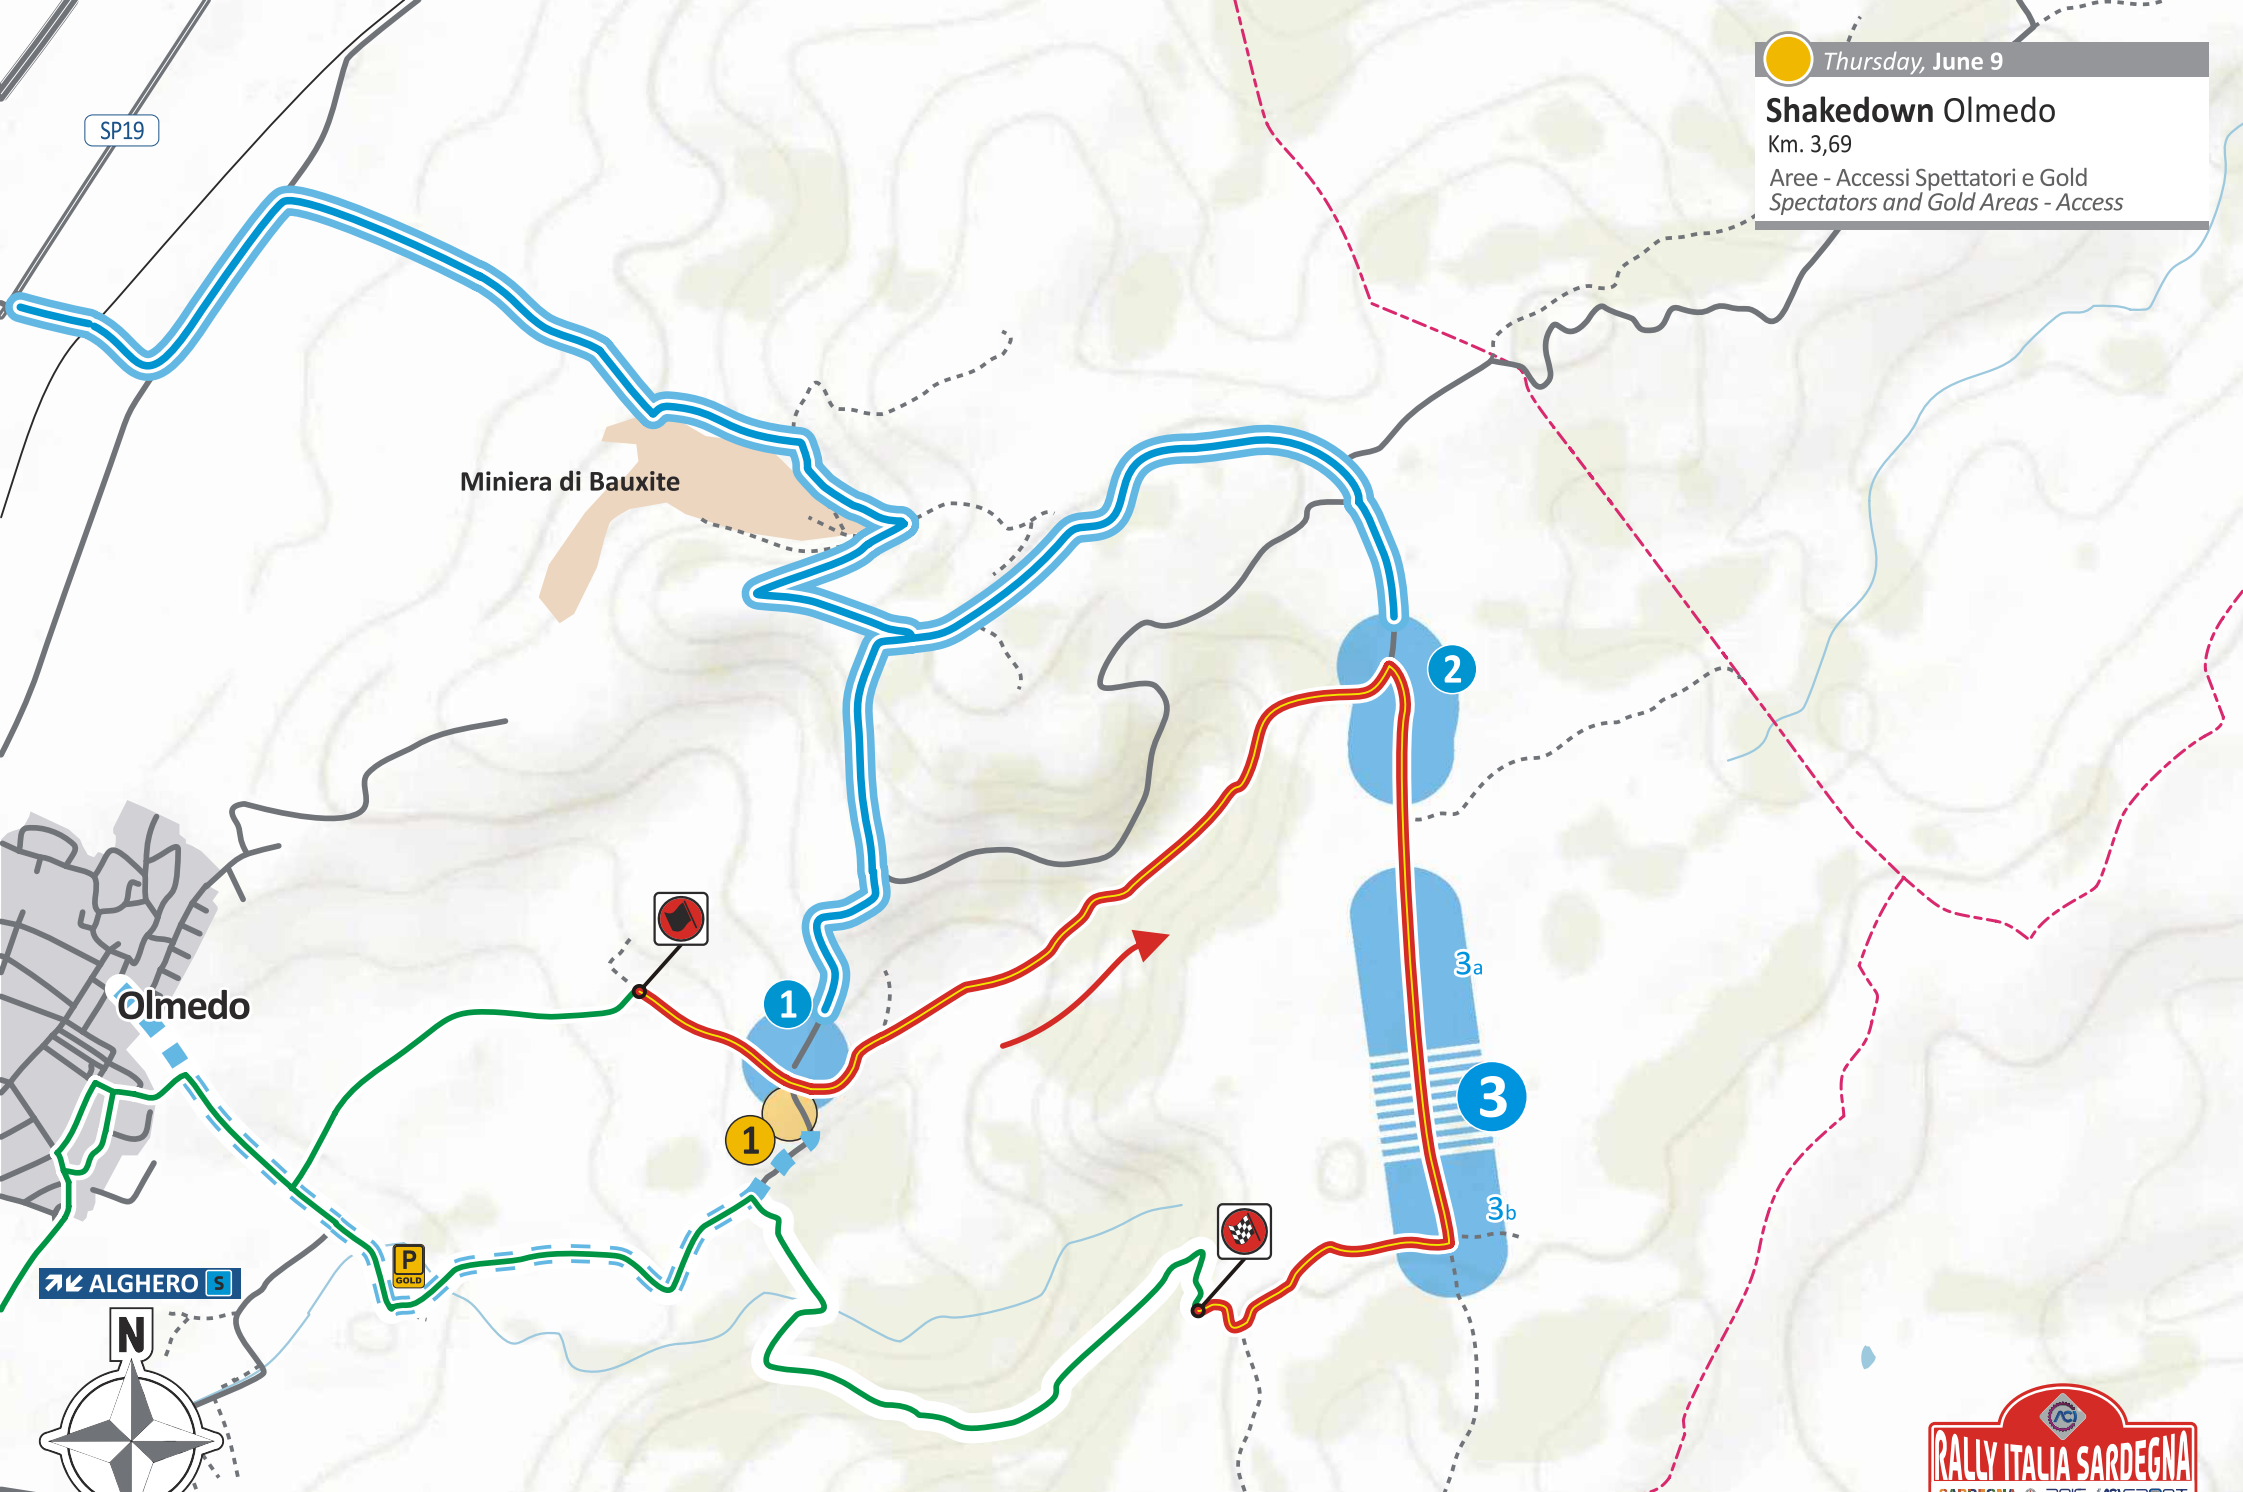 SP19
Thursday, June 9
Shakedown Olmedo
Km. 3,69
Aree - Accessi Spettatori e Gold
Spectators and Gold Areas - Access
Miniera di Bauxite
2
3a
1
Olmedo
3
1
3b
P
GOLD
ALGHERO S
N
ACI
RALLY ITALIA SARDEGNA